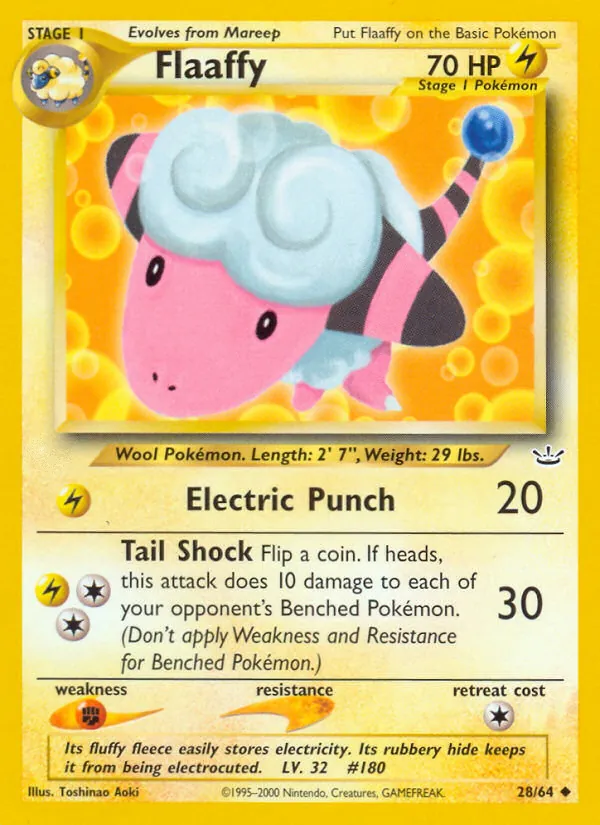 STAGE 1 Evolves from Mareep Put Flaaffy on the Basic Pokémon
Flaaffy 70 HP
Stage 1 Pokémon
Wool Pokémon. Length: 2' 7", Weight: 29 lbs.
Electric Punch 20
Tail Shock Flip a coin. If heads,
this attack does 10 damage to each of
your opponent's Benched Pokémon. 30
(Don't apply Weakness and Resistance
for Benched Pokémon.)
weakness resistance retreat cost
Its fluffy fleece easily stores electricity. Its rubbery hide keeps
it from being electrocuted. LV. 32 #180
Illus. Toshinao Aoki ©1995–2000 Nintendo, Creatures, GAMEFREAK. 28/64